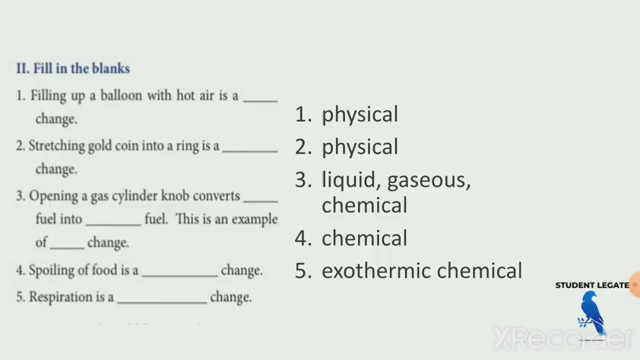 II. Fill in the blanks
1. Filling up a balloon with hot air is a _____
change.
2. Stretching gold coin into a ring is a ________
change.
3. Opening a gas cylinder knob converts _____
fuel into ________ fuel. This is an example
of _____ change.
4. Spoiling of food is a __________ change.
5. Respiration is a ____________ change.
1. physical
2. physical
3. liquid, gaseous,
chemical
4. chemical
5. exothermic chemical
STUDENT LEGATE
XRecorder